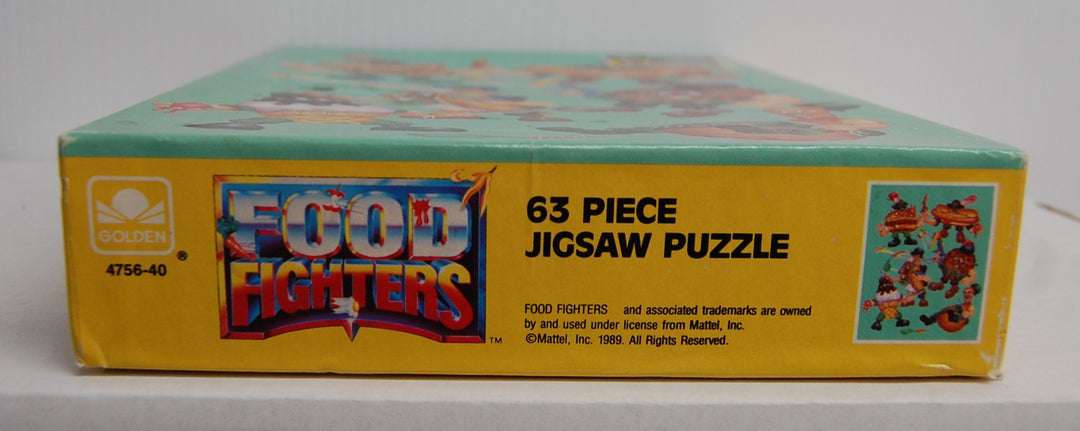 GOLDEN
®
4756-40
FOOD
FIGHTERS
™
63 PIECE
JIGSAW PUZZLE
FOOD FIGHTERS and associated trademarks are owned
by and used under license from Mattel, Inc.
©Mattel, Inc. 1989. All Rights Reserved.